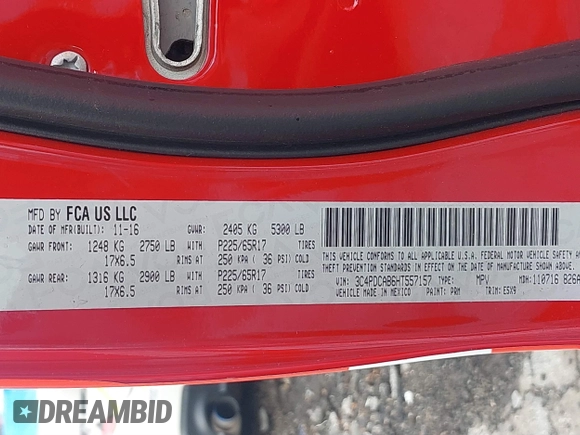 MFD BY FCA US LLC
DATE OF MFR(BUILT): 11-16 GVWR: 2405 KG 5300 LB
GAWR FRONT: 1248 KG 2750 LB WITH P225/65R17 TIRES
17X6.5 RIMS AT 250 KPA ( 36 PSI) COLD
GAWR REAR: 1316 KG 2900 LB WITH P225/65R17 TIRES
17X6.5 RIMS AT 250 KPA ( 36 PSI) COLD
THIS VEHICLE CONFORMS TO ALL APPLICABLE U.S.A. FEDERAL MOTOR VEHICLE SAFETY,
BUMPER, AND THEFT PREVENTION STANDARDS IN EFFECT ON THE DATE OF MANUFACTURE SHOWN ABOVE.
VIN: 3C4PDCAB6HT557157 TYPE: MPV MDH: 110716 826
VEHICLE MADE IN MEXICO PAINT: PRM TRIM: E5X9
DREAMBID